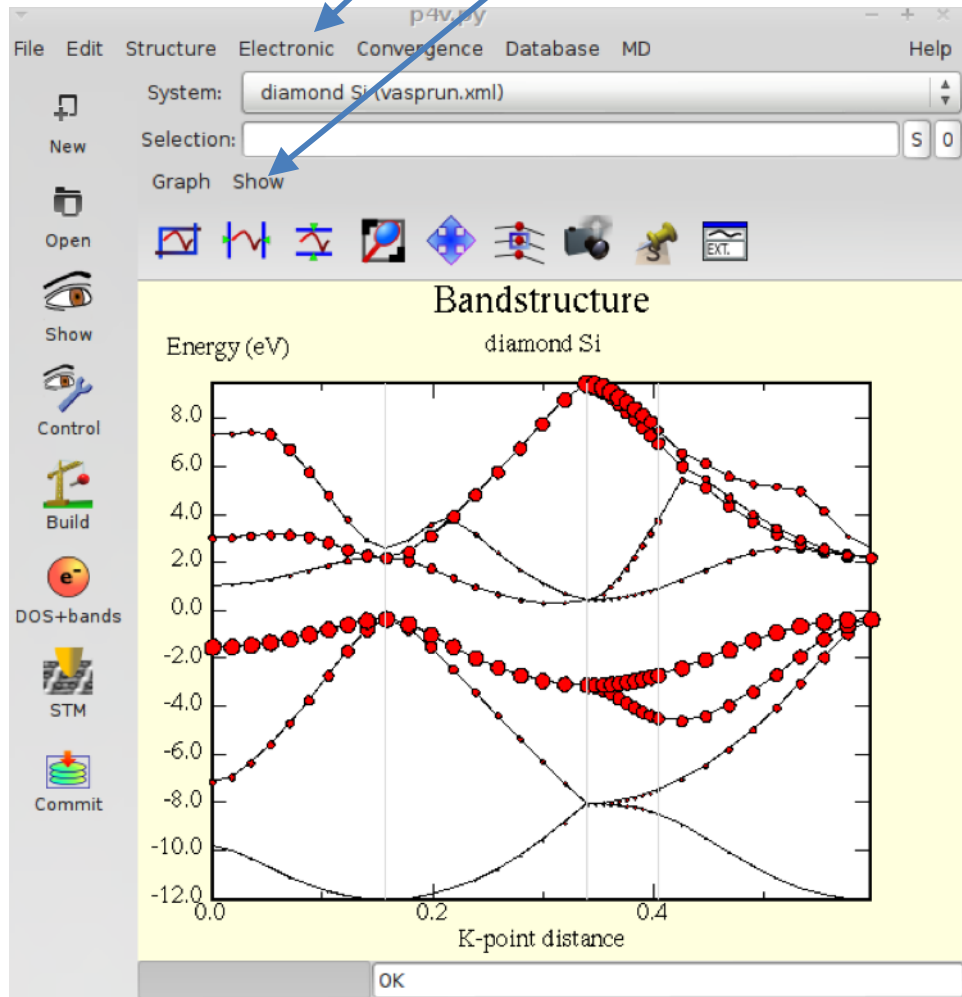 p4v.py
File Edit Structure Electronic Convergence Database MD Help
System: diamond Si (vasprun.xml)
Selection: S 0
Graph Show
EXT.
New
Open
Show
Control
Build
e-
DOS+bands
STM
Commit
Bandstructure
diamond Si
Energy (eV)
8.0
6.0
4.0
2.0
0.0
-2.0
-4.0
-6.0
-8.0
-10.0
-12.0
0.0 0.2 0.4
K-point distance
OK